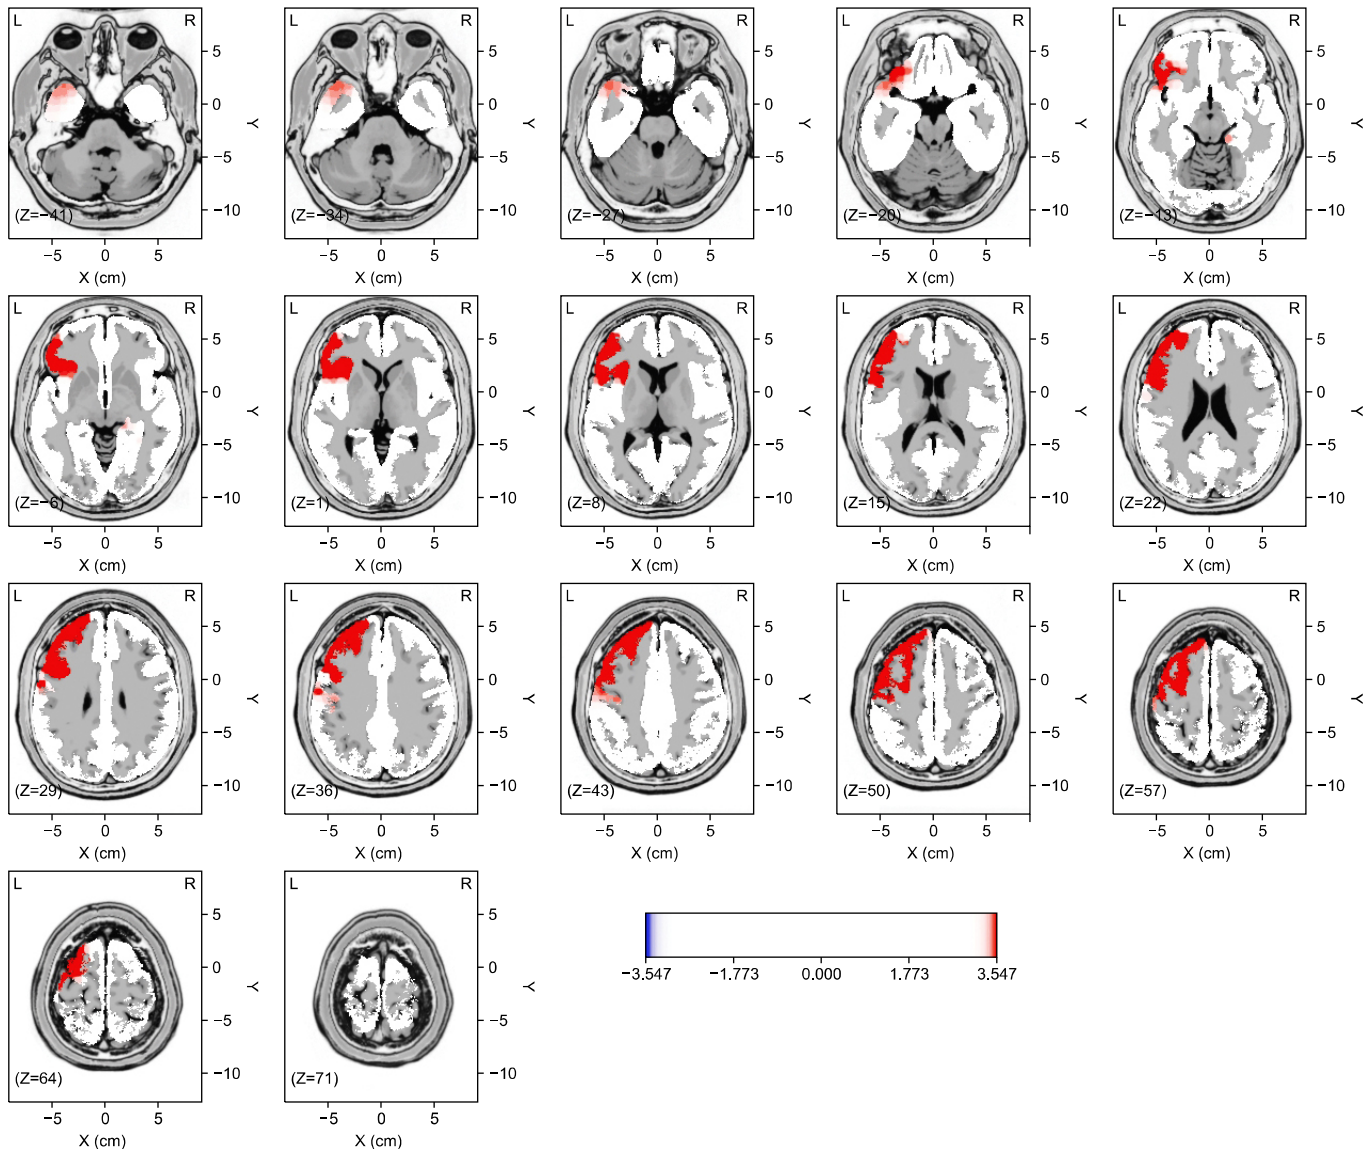 L R L R L R L R L R
5 5 5 5 5
0 0 0 0 0
Y Y Y Y Y
−5 −5 −5 −5 −5
−10 −10 −10 −10 −10
(Z=−41) (Z=−34) (Z=−27) (Z=−20) (Z=−13)
−5 0 5 −5 0 5 −5 0 5 −5 0 5 −5 0 5
X (cm) X (cm) X (cm) X (cm) X (cm)
L R L R L R L R L R
5 5 5 5 5
0 0 0 0 0
Y Y Y Y Y
−5 −5 −5 −5 −5
−10 −10 −10 −10 −10
(Z=−6) (Z=1) (Z=8) (Z=15) (Z=22)
−5 0 5 −5 0 5 −5 0 5 −5 0 5 −5 0 5
X (cm) X (cm) X (cm) X (cm) X (cm)
L R L R L R L R L R
5 5 5 5 5
0 0 0 0 0
Y Y Y Y Y
−5 −5 −5 −5 −5
−10 −10 −10 −10 −10
(Z=29) (Z=36) (Z=43) (Z=50) (Z=57)
−5 0 5 −5 0 5 −5 0 5 −5 0 5 −5 0 5
X (cm) X (cm) X (cm) X (cm) X (cm)
L R L R
5 5
0 0
Y Y
−3.547 −1.773 0.000 1.773 3.547
−5 −5
−10 −10
(Z=64) (Z=71)
−5 0 5 −5 0 5
X (cm) X (cm)